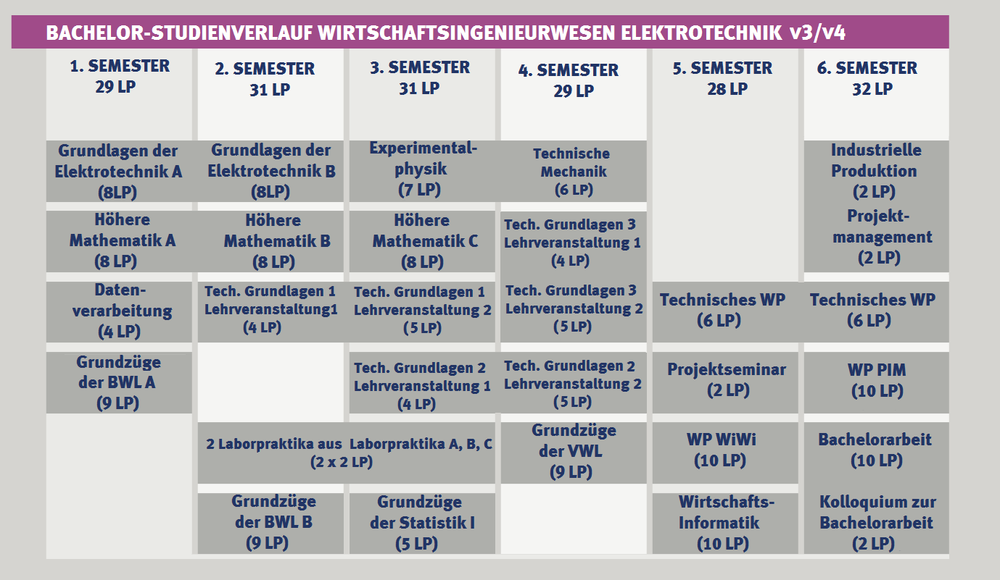 BACHELOR-STUDIENVERLAUF WIRTSCHAFTSINGENIEURWESEN ELEKTROTECHNIK v3/v4
1. SEMESTER
29 LP
2. SEMESTER
31 LP
3. SEMESTER
31 LP
4. SEMESTER
29 LP
5. SEMESTER
28 LP
6. SEMESTER
32 LP
Grundlagen der
Elektrotechnik A
(8LP)
Grundlagen der
Elektrotechnik B
(8LP)
Experimental-
physik
(7 LP)
Technische
Mechanik
(6 LP)
Industrielle
Produktion
(2 LP)
Projekt-
management
(2 LP)
Höhere
Mathematik A
(8 LP)
Höhere
Mathematik B
(8 LP)
Höhere
Mathematik C
(8 LP)
Tech. Grundlagen 3
Lehrveranstaltung 1
(4 LP)
Daten-
verarbeitung
(4 LP)
Tech. Grundlagen 1
Lehrveranstaltung1
(4 LP)
Tech. Grundlagen 1
Lehrveranstaltung 2
(5 LP)
Tech. Grundlagen 3
Lehrveranstaltung 2
(5 LP)
Technisches WP
(6 LP)
Technisches WP
(6 LP)
Grundzüge
der BWL A
(9 LP)
Tech. Grundlagen 2
Lehrveranstaltung 1
(4 LP)
Tech. Grundlagen 2
Lehrveranstaltung 2
(5 LP)
Projektseminar
(2 LP)
WP PIM
(10 LP)
2 Laborpraktika aus Laborpraktika A, B, C
(2 x 2 LP)
Grundzüge
der VWL
(9 LP)
WP WiWi
(10 LP)
Bachelorarbeit
(10 LP)
Grundzüge
der BWL B
(9 LP)
Grundzüge
der Statistik I
(5 LP)
Wirtschafts-
Informatik
(10 LP)
Kolloquium zur
Bachelorarbeit
(2 LP)